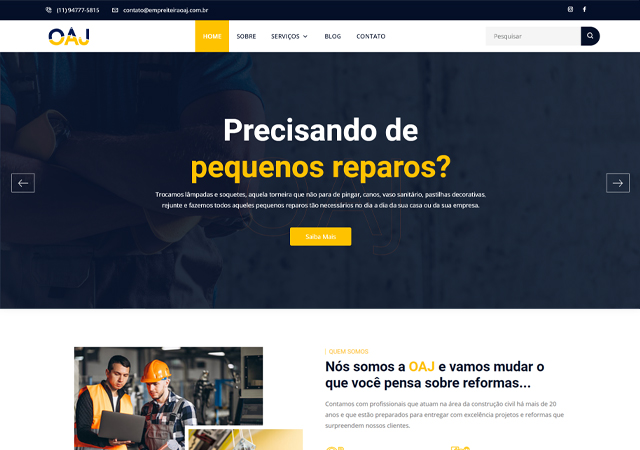 (11) 94777-5815
contato@empreiteiraoaj.com.br
OAJ
HOME
SOBRE
SERVIÇOS
BLOG
CONTATO
Pesquisar
Precisando de
pequenos reparos?
Trocamos lâmpadas e soquetes, aquela torneira que não para de pingar, canos, vaso sanitário, pastilhas decorativas,
rejunte e fazemos todos aqueles pequenos reparos tão necessários no dia a dia da sua casa ou da sua empresa.
Saiba Mais
QUEM SOMOS
Nós somos a OAJ e vamos mudar o
que você pensa sobre reformas...
Contamos com profissionais que atuam na área da construção civil há mais de 20
anos e que estão preparados para entregar com excelência projetos e reformas que
surpreendem nossos clientes.